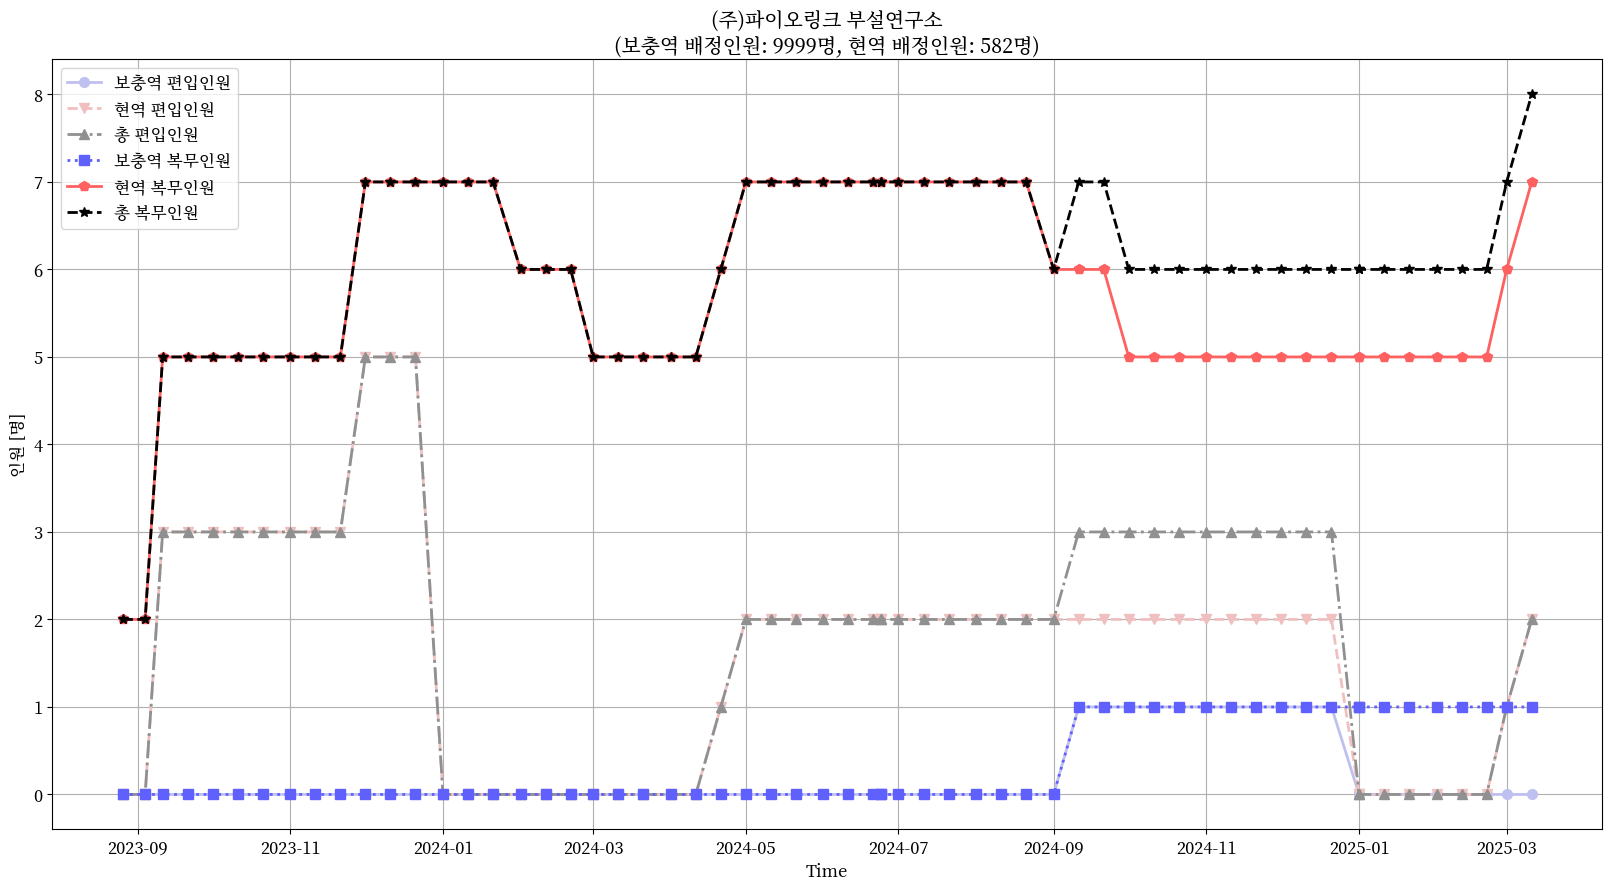 (주)파이오링크 부설연구소
(보충역 배정인원: 9999명, 현역 배정인원: 582명)
보충역 편입인원
현역 편입인원
총 편입인원
보충역 복무인원
현역 복무인원
총 복무인원
인원 [명]
8
7
6
5
4
3
2
1
0
2023-09
2023-11
2024-01
2024-03
2024-05
2024-07
2024-09
2024-11
2025-01
2025-03
Time